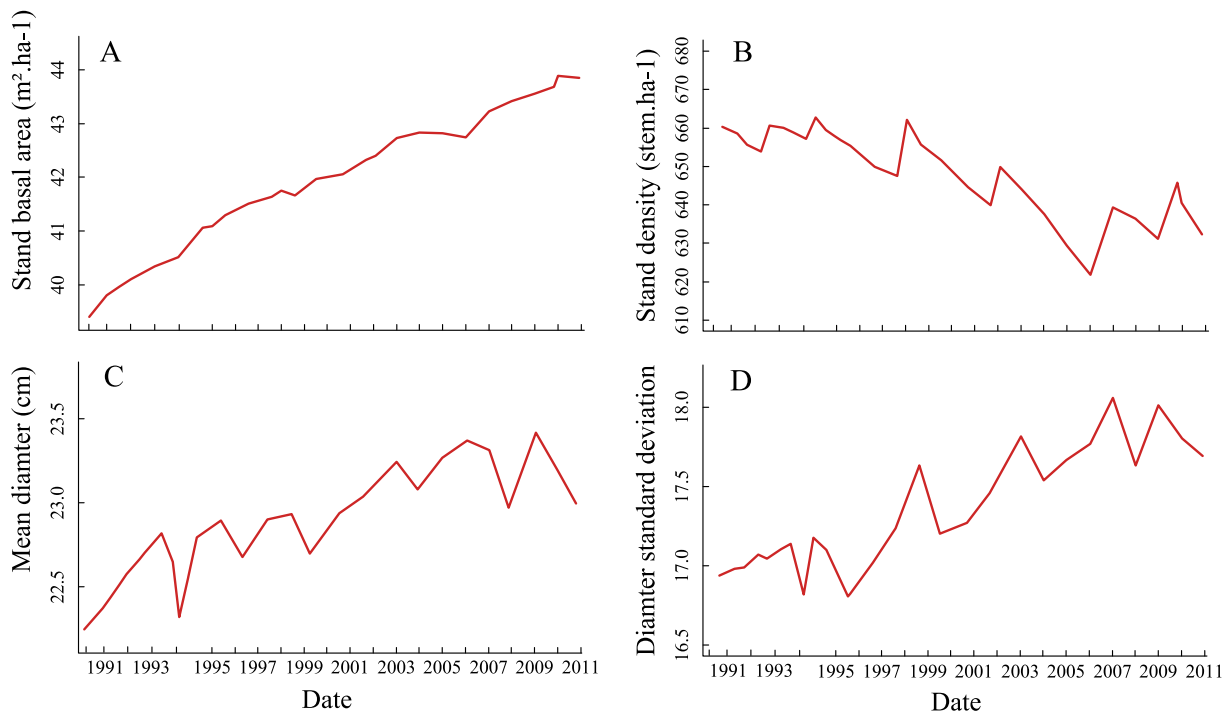 A
Stand basal area (m².ha-1)
44
43
42
41
40
B
Stand density (stem.ha-1)
680
670
660
650
640
630
620
610
C
Mean diamter (cm)
23.5
23.0
22.5
1991 1993 1995 1997 1999 2001 2003 2005 2007 2009 2011
Date
D
Diamter standard deviation
18.0
17.5
17.0
16.5
1991 1993 1995 1997 1999 2001 2003 2005 2007 2009 2011
Date